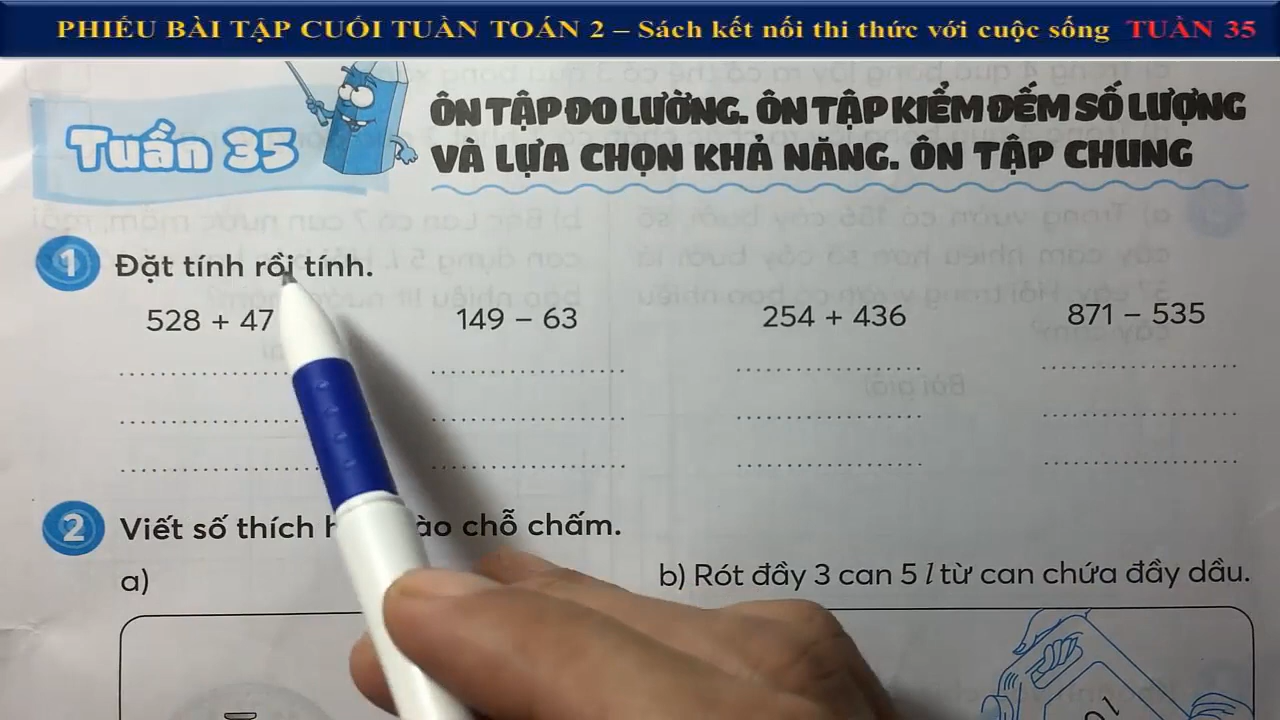 PHIẾU BÀI TẬP CUỐI TUẦN TOÁN 2 – Sách kết nối thi thức với cuộc sống TUẦN 35
Tuần 35
ÔN TẬP ĐO LƯỜNG. ÔN TẬP KIỂM ĐẾM SỐ LƯỢNG
VÀ LỰA CHỌN KHẢ NĂNG. ÔN TẬP CHUNG
1 Đặt tính rồi tính.
528 + 47 149 – 63 254 + 436 871 – 535
2 Viết số thích chỗ chấm.
a) b) Rót đầy 3 can 5 l từ can chứa đầy dầu.